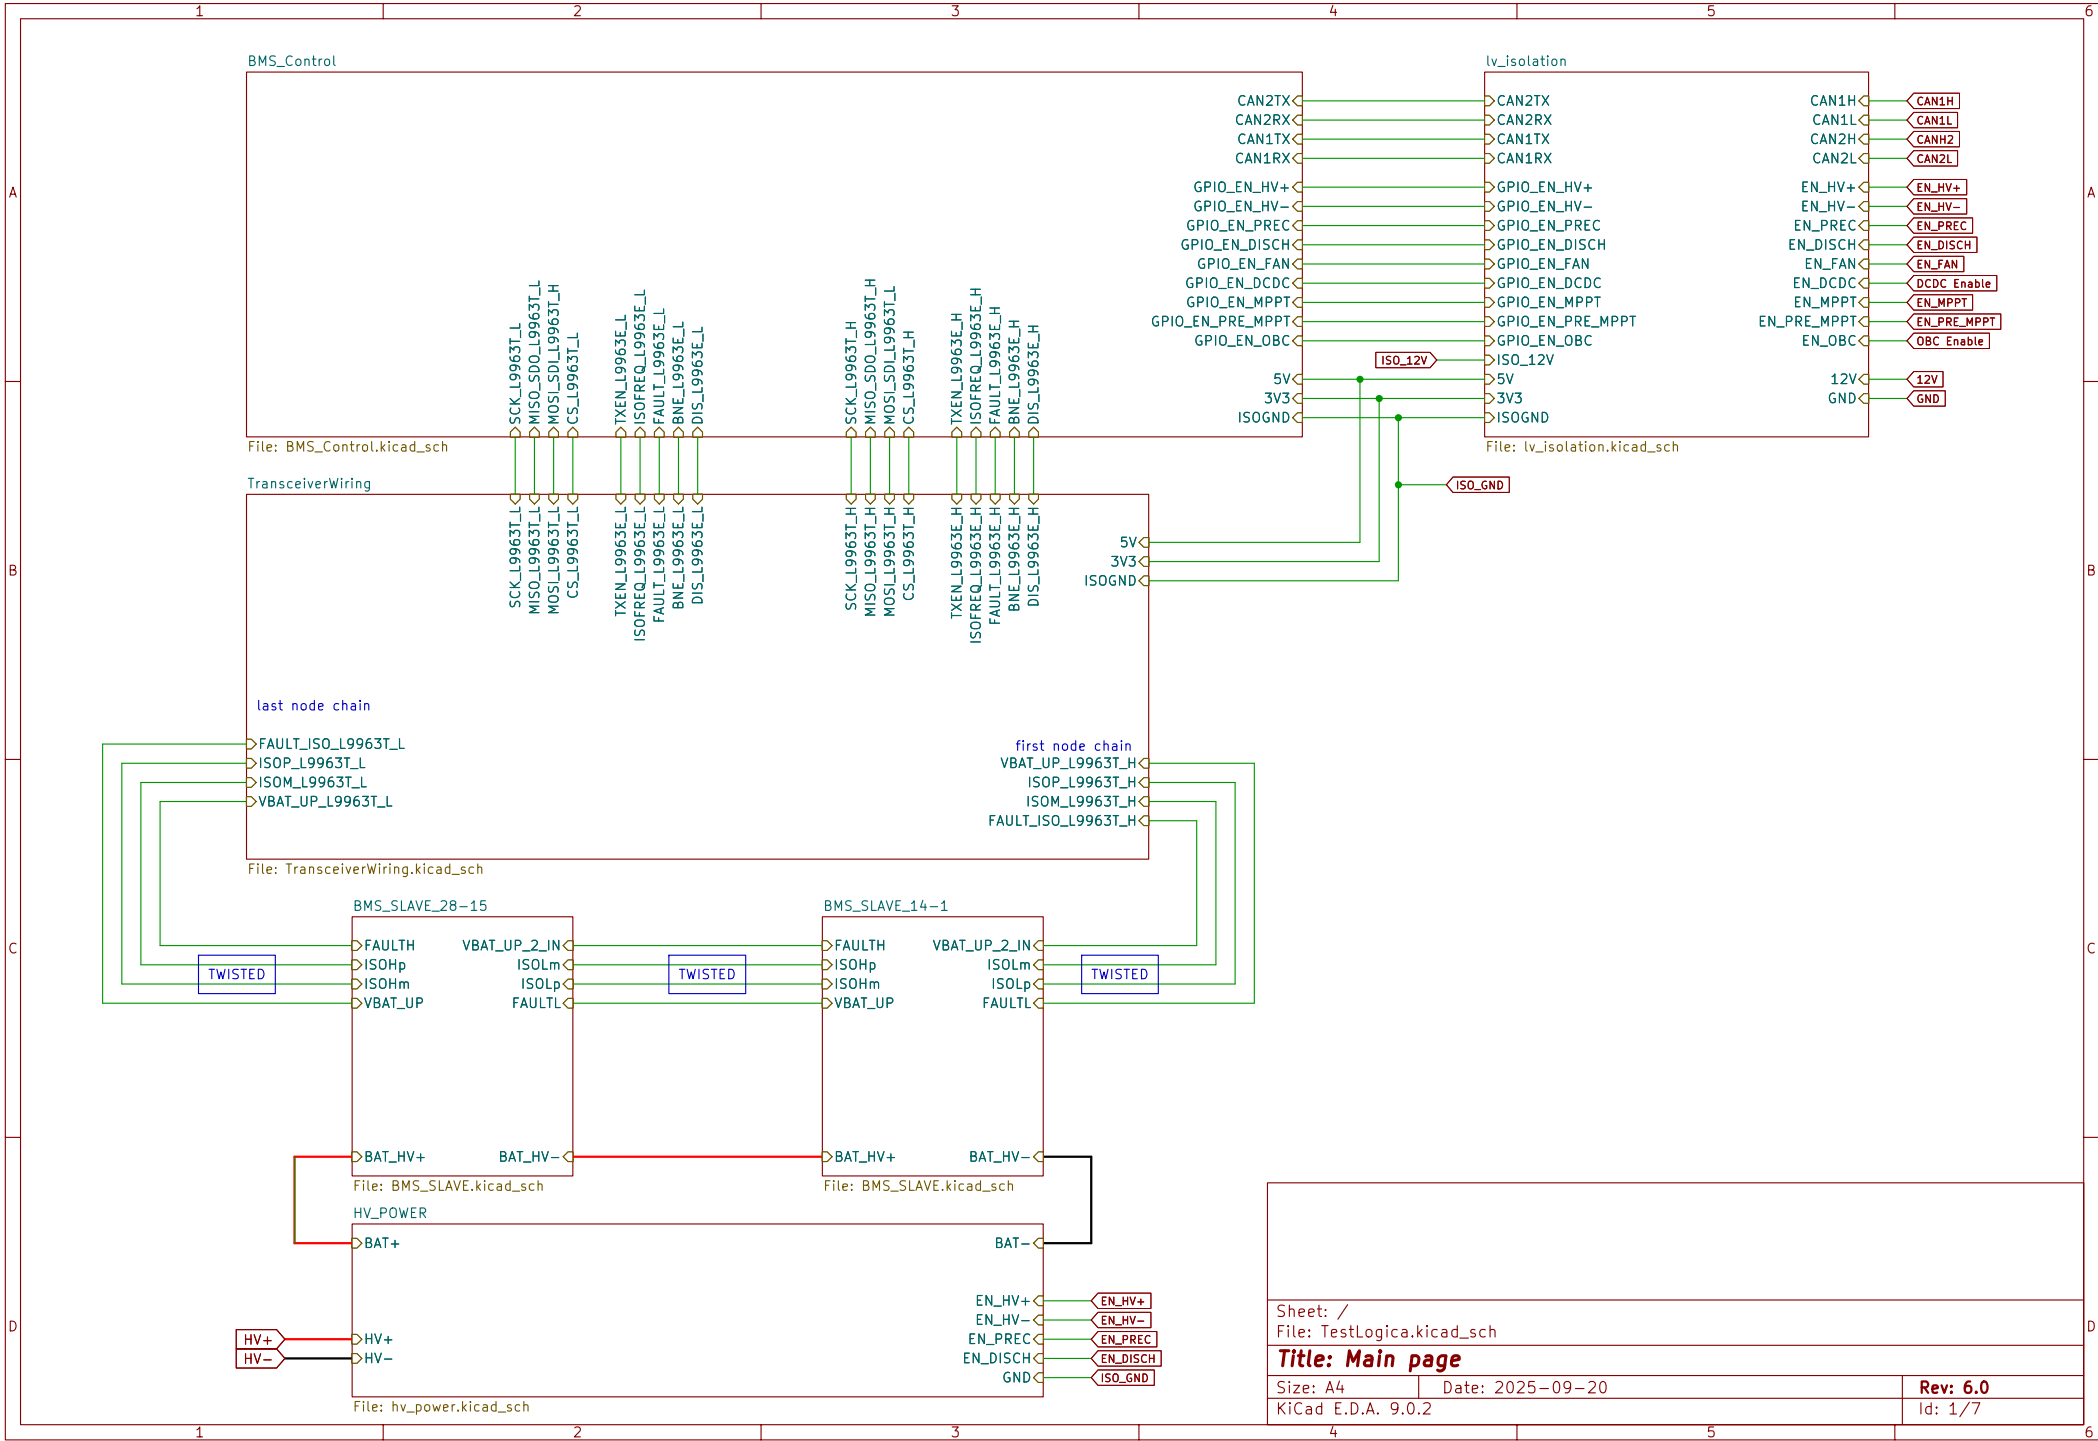 1 2 3 4 5 6
A
B
C
D
A
B
C
D
1 2 3 4 5 6
BMS_Control
CAN2TX
CAN2RX
CAN1TX
CAN1RX
GPIO_EN_HV+
GPIO_EN_HV-
GPIO_EN_PREC
GPIO_EN_DISCH
GPIO_EN_FAN
GPIO_EN_DCDC
GPIO_EN_MPPT
GPIO_EN_PRE_MPPT
GPIO_EN_OBC
5V
3V3
ISOGND
SCK_L9963T_L
MISO_SDO_L9963T_L
MOSI_SDI_L9963T_H
CS_L9963T_L
TXEN_L9963E_L
ISOFREQ_L9963E_L
FAULT_L9963E_L
BNE_L9963E_L
DIS_L9963E_L
SCK_L9963T_H
MISO_SDO_L9963T_H
MOSI_SDI_L9963T_L
CS_L9963T_H
TXEN_L9963E_H
ISOFREQ_L9963E_H
FAULT_L9963E_H
BNE_L9963E_H
DIS_L9963E_H
File: BMS_Control.kicad_sch
lv_isolation
CAN2TX
CAN2RX
CAN1TX
CAN1RX
GPIO_EN_HV+
GPIO_EN_HV-
GPIO_EN_PREC
GPIO_EN_DISCH
GPIO_EN_FAN
GPIO_EN_DCDC
GPIO_EN_MPPT
GPIO_EN_PRE_MPPT
GPIO_EN_OBC
ISO_12V
ISO_12V
5V
3V3
ISOGND
CAN1H
CAN1L
CAN2H
CAN2L
EN_HV+
EN_HV-
EN_PREC
EN_DISCH
EN_FAN
EN_DCDC
EN_MPPT
EN_PRE_MPPT
EN_OBC
12V
GND
CAN1H
CAN1L
CANH2
CAN2L
EN_HV+
EN_HV-
EN_PREC
EN_DISCH
EN_FAN
DCDC Enable
EN_MPPT
EN_PRE_MPPT
OBC Enable
12V
GND
File: lv_isolation.kicad_sch
ISO_GND
TransceiverWiring
SCK_L9963T_L
MISO_L9963T_L
MOSI_L9963T_L
CS_L9963T_L
TXEN_L9963E_L
ISOFREQ_L9963E_L
FAULT_L9963E_L
BNE_L9963E_L
DIS_L9963E_L
SCK_L9963T_H
MISO_L9963T_H
MOSI_L9963T_H
CS_L9963T_H
TXEN_L9963E_H
ISOFREQ_L9963E_H
FAULT_L9963E_H
BNE_L9963E_H
DIS_L9963E_H
5V
3V3
ISOGND
last node chain
FAULT_ISO_L9963T_L
ISOP_L9963T_L
ISOM_L9963T_L
VBAT_UP_L9963T_L
first node chain
VBAT_UP_L9963T_H
ISOP_L9963T_H
ISOM_L9963T_H
FAULT_ISO_L9963T_H
File: TransceiverWiring.kicad_sch
BMS_SLAVE_28-15
FAULTH
ISOHp
ISOHm
VBAT_UP
VBAT_UP_2_IN
ISOLm
ISOLp
FAULTL
TWISTED
BAT_HV+
BAT_HV-
File: BMS_SLAVE.kicad_sch
BMS_SLAVE_14-1
TWISTED
FAULTH
ISOHp
ISOHm
VBAT_UP
VBAT_UP_2_IN
ISOLm
ISOLp
FAULTL
TWISTED
BAT_HV+
BAT_HV-
File: BMS_SLAVE.kicad_sch
HV_POWER
BAT+
BAT-
HV+
HV-
HV+
HV-
EN_HV+
EN_HV-
EN_PREC
EN_DISCH
GND
EN_HV+
EN_HV-
EN_PREC
EN_DISCH
ISO_GND
File: hv_power.kicad_sch
Sheet: /
File: TestLogica.kicad_sch
Title: Main page
Size: A4 Date: 2025-09-20 Rev: 6.0
KiCad E.D.A. 9.0.2 Id: 1/7